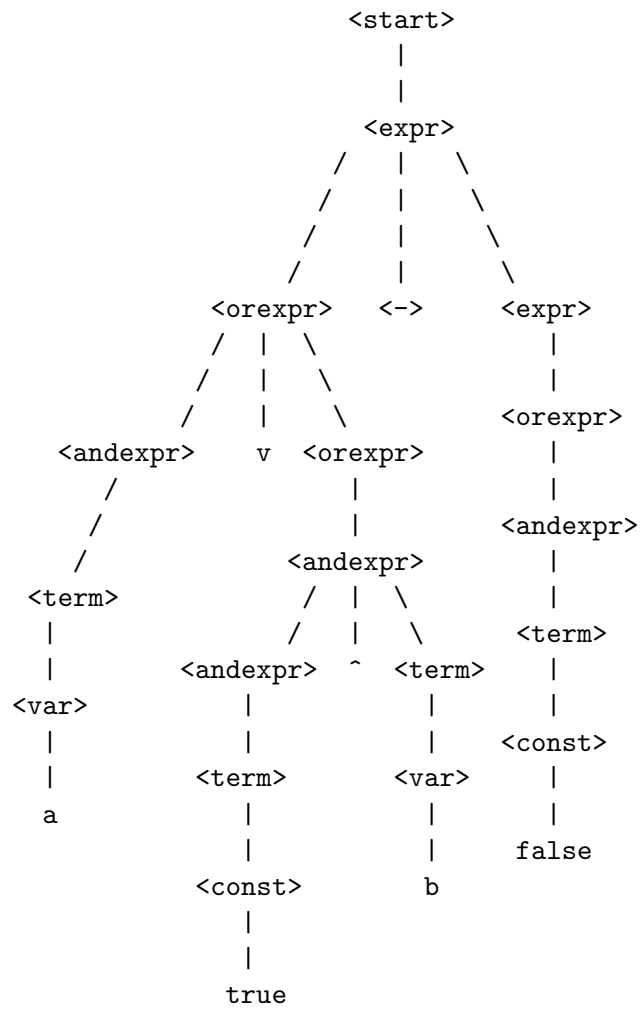 <start>
|
|
<expr>
/ | \
/ | \
/ | \
/ | \
<orexpr> <-> <expr>
/ | \ |
/ | \ |
/ | \ <orexpr>
<andexpr> v <orexpr> |
/ | |
/ | <andexpr>
/ <andexpr> |
<term> / | \ |
| / | \ <term>
| <andexpr> ^ <term> |
<var> | | |
| | | <const>
| <term> <var> |
a | | |
| | false
<const> b
|
|
true